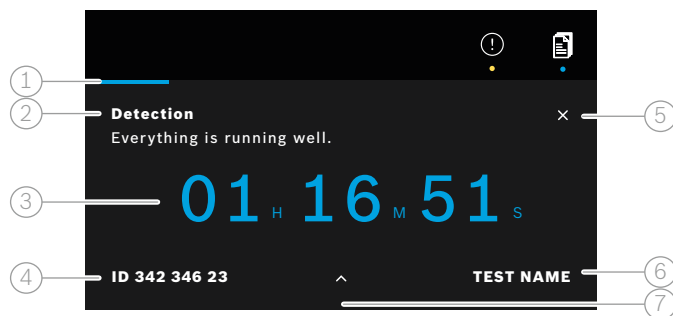 1
2
Detection
5
Everything is running well.
3
01 H 16 M 51 S
4
ID 342 346 23
TEST NAME
6
7